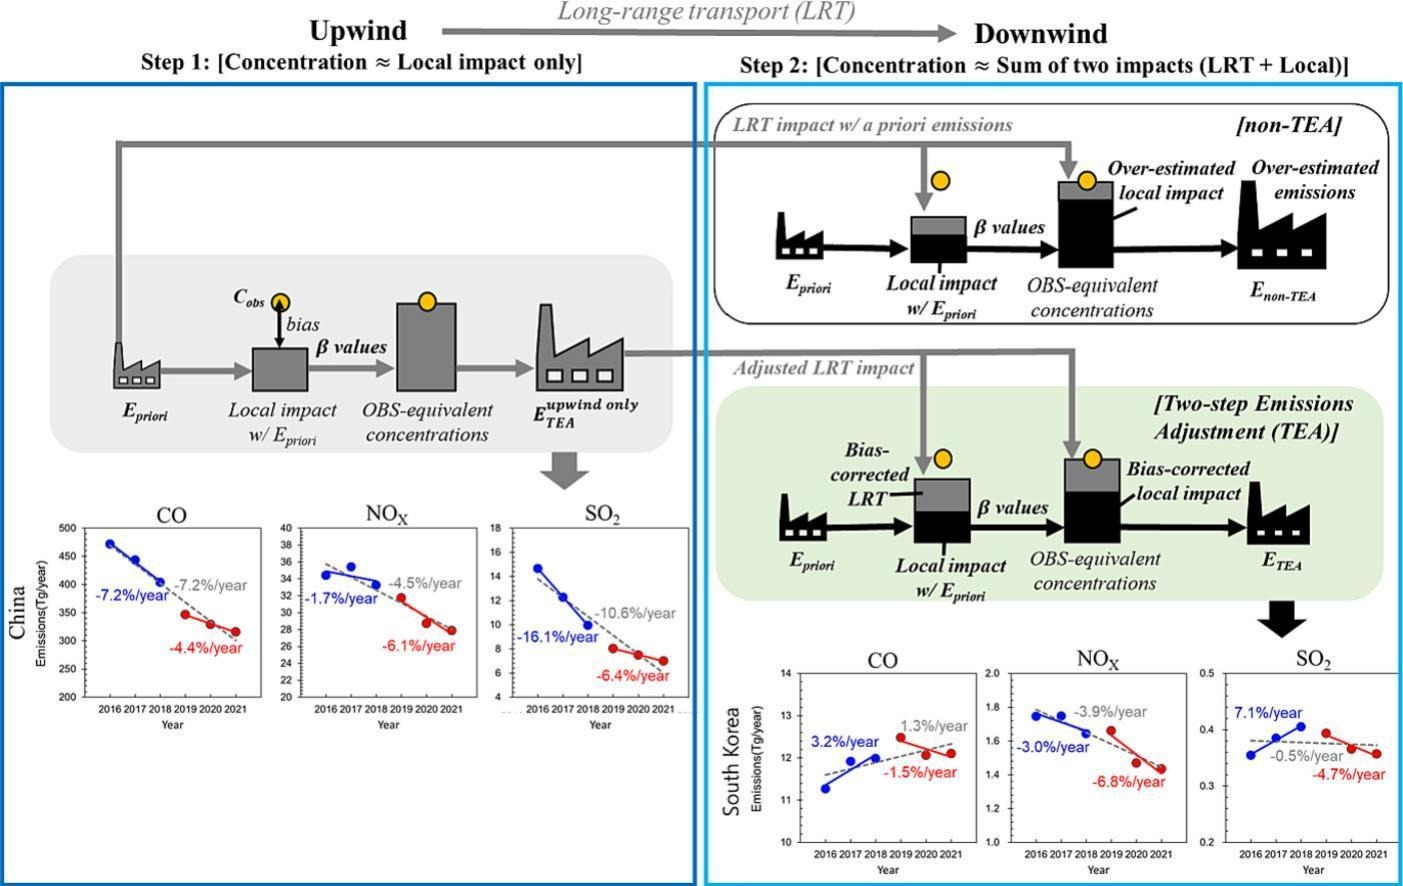 Long-range transport (LRT)
Upwind
Downwind
Step 1: [Concentration ≈ Local impact only]
Step 2: [Concentration ≈ Sum of two impacts (LRT + Local)]
C_obs
bias
β values
E_priori
Local impact
w/ E_priori
OBS-equivalent
concentrations
E_TEA^upwind only
LRT impact w/ a priori emissions
[non-TEA]
Over-estimated
local impact
Over-estimated
emissions
β values
E_priori
Local impact
w/ E_priori
OBS-equivalent
concentrations
E_non-TEA
Adjusted LRT impact
[Two-step Emissions
Adjustment (TEA)]
Bias-
corrected
LRT
Bias-corrected
local impact
β values
E_priori
Local impact
w/ E_priori
OBS-equivalent
concentrations
E_TEA
China
Emissions(Tg/year)
CO
500
450
400
350
300
250
200
-7.2%/year
-7.2%/year
-4.4%/year
2016 2017 2018 2019 2020 2021
Year
NOX
40
38
36
34
32
30
28
26
24
22
20
-4.5%/year
-1.7%/year
-6.1%/year
2016 2017 2018 2019 2020 2021
Year
SO2
18
16
14
12
10
8
6
4
-10.6%/year
-16.1%/year
-6.4%/year
2016 2017 2018 2019 2020 2021
Year
South Korea
Emissions(Tg/year)
CO
14
13
12
11
10
1.3%/year
3.2%/year
-1.5%/year
2016 2017 2018 2019 2020 2021
Year
NOX
2.0
1.8
1.6
1.4
1.2
1.0
-3.9%/year
-3.0%/year
-6.8%/year
2016 2017 2018 2019 2020 2021
Year
SO2
0.5
0.4
0.3
0.2
7.1%/year
-0.5%/year
-4.7%/year
2016 2017 2018 2019 2020 2021
Year